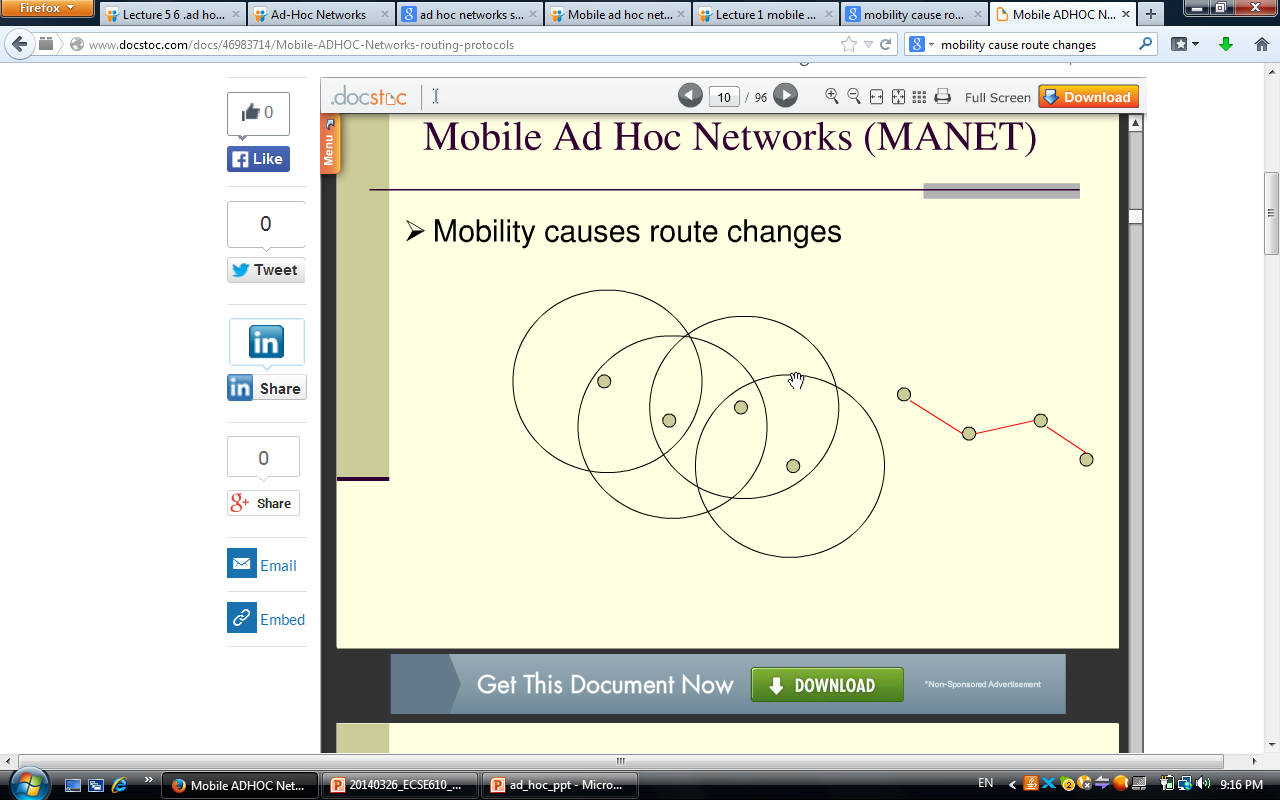 Firefox
Lecture 5 6 .ad ho...
Ad-Hoc Networks
ad hoc networks s...
Mobile ad hoc net...
Lecture 1 mobile ...
mobility cause ro...
Mobile ADHOC N...
www.docstoc.com/docs/46983714/Mobile-ADHOC-Networks-routing-protocols
mobility cause route changes
.docstoc
10 / 96
Full Screen
Download
Menu
0
Like
0
Tweet
in
in Share
0
g+ Share
Email
Embed
Mobile Ad Hoc Networks (MANET)
Mobility causes route changes
Get This Document Now
DOWNLOAD
*Non-Sponsored Advertisement
Mobile ADHOC Net...
20140326_ECSE610_...
ad_hoc_ppt - Micro...
EN
9:16 PM